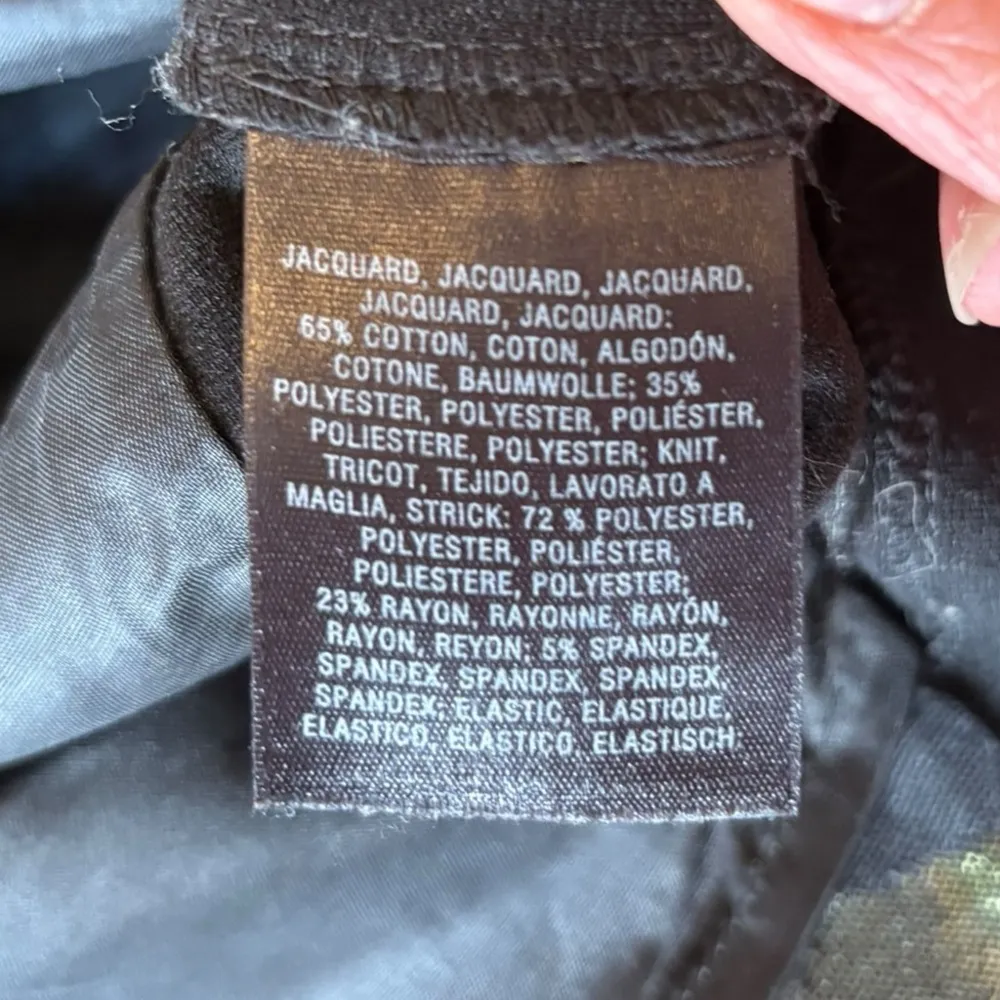 JACQUARD, JACQUARD, JACQUARD,
JACQUARD, JACQUARD:
65% COTTON, COTON, ALGODÓN,
COTONE, BAUMWOLLE; 35%
POLYESTER, POLYESTER, POLIÉSTER,
POLIESTERE, POLYESTER; KNIT,
TRICOT, TEJIDO, LAVORATO A
MAGLIA, STRICK: 72 % POLYESTER,
POLYESTER, POLIÉSTER,
POLIESTERE, POLYESTER;
23% RAYON, RAYONNE, RAYÓN,
RAYON, REYON; 5% SPANDEX,
SPANDEX, SPANDEX, SPANDEX,
SPANDEX; ELASTIC, ELASTIQUE,
ELASTICO, ELASTICO, ELASTISCH